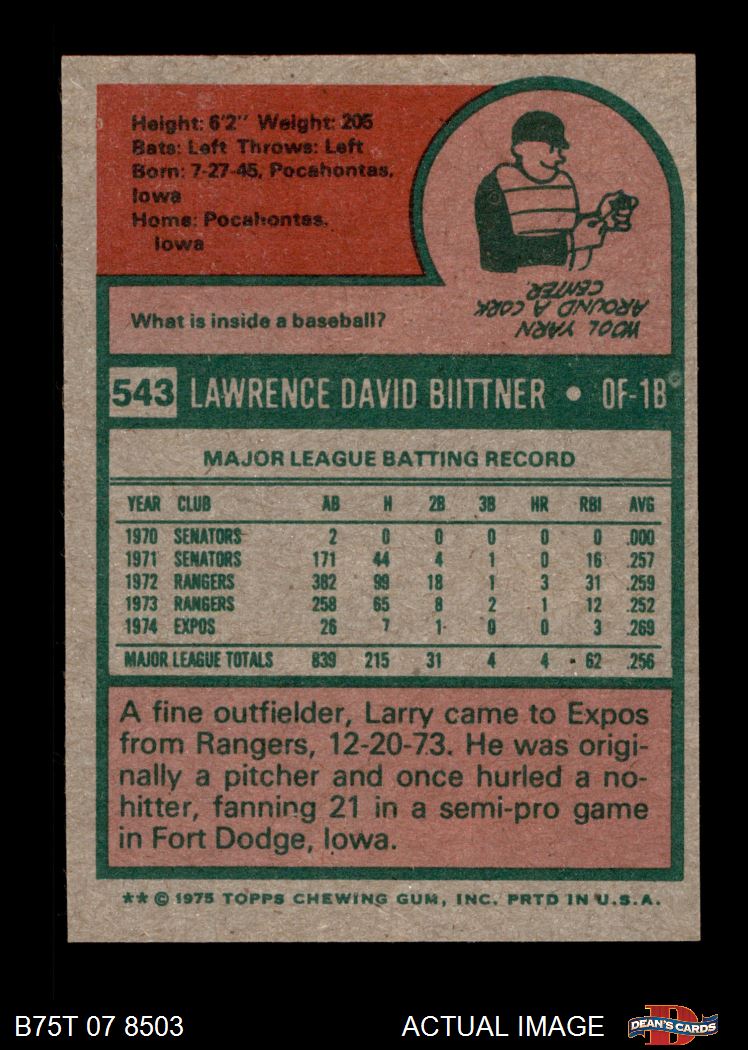 Height: 6'2" Weight: 205
Bats: Left Throws: Left
Born: 7-27-45, Pocahontas,
Iowa
Home: Pocahontas,
Iowa
What is inside a baseball?
WOOL YARN
AROUND A CORK
CENTER.
543 LAWRENCE DAVID BIITTNER • OF-1B
MAJOR LEAGUE BATTING RECORD
YEAR CLUB AB H 2B 3B HR RBI AVG
1970 SENATORS 2 0 0 0 0 0 .000
1971 SENATORS 171 44 4 1 0 16 .257
1972 RANGERS 382 99 18 1 3 31 .259
1973 RANGERS 258 65 8 2 1 12 .252
1974 EXPOS 26 7 1 0 0 3 .269
MAJOR LEAGUE TOTALS 839 215 31 4 4 62 .256
A fine outfielder, Larry came to Expos
from Rangers, 12-20-73. He was origi-
nally a pitcher and once hurled a no-
hitter, fanning 21 in a semi-pro game
in Fort Dodge, Iowa.
** © 1975 TOPPS CHEWING GUM, INC. PRTD IN U.S.A.
B75T 07 8503 ACTUAL IMAGE D DEAN'S CARDS